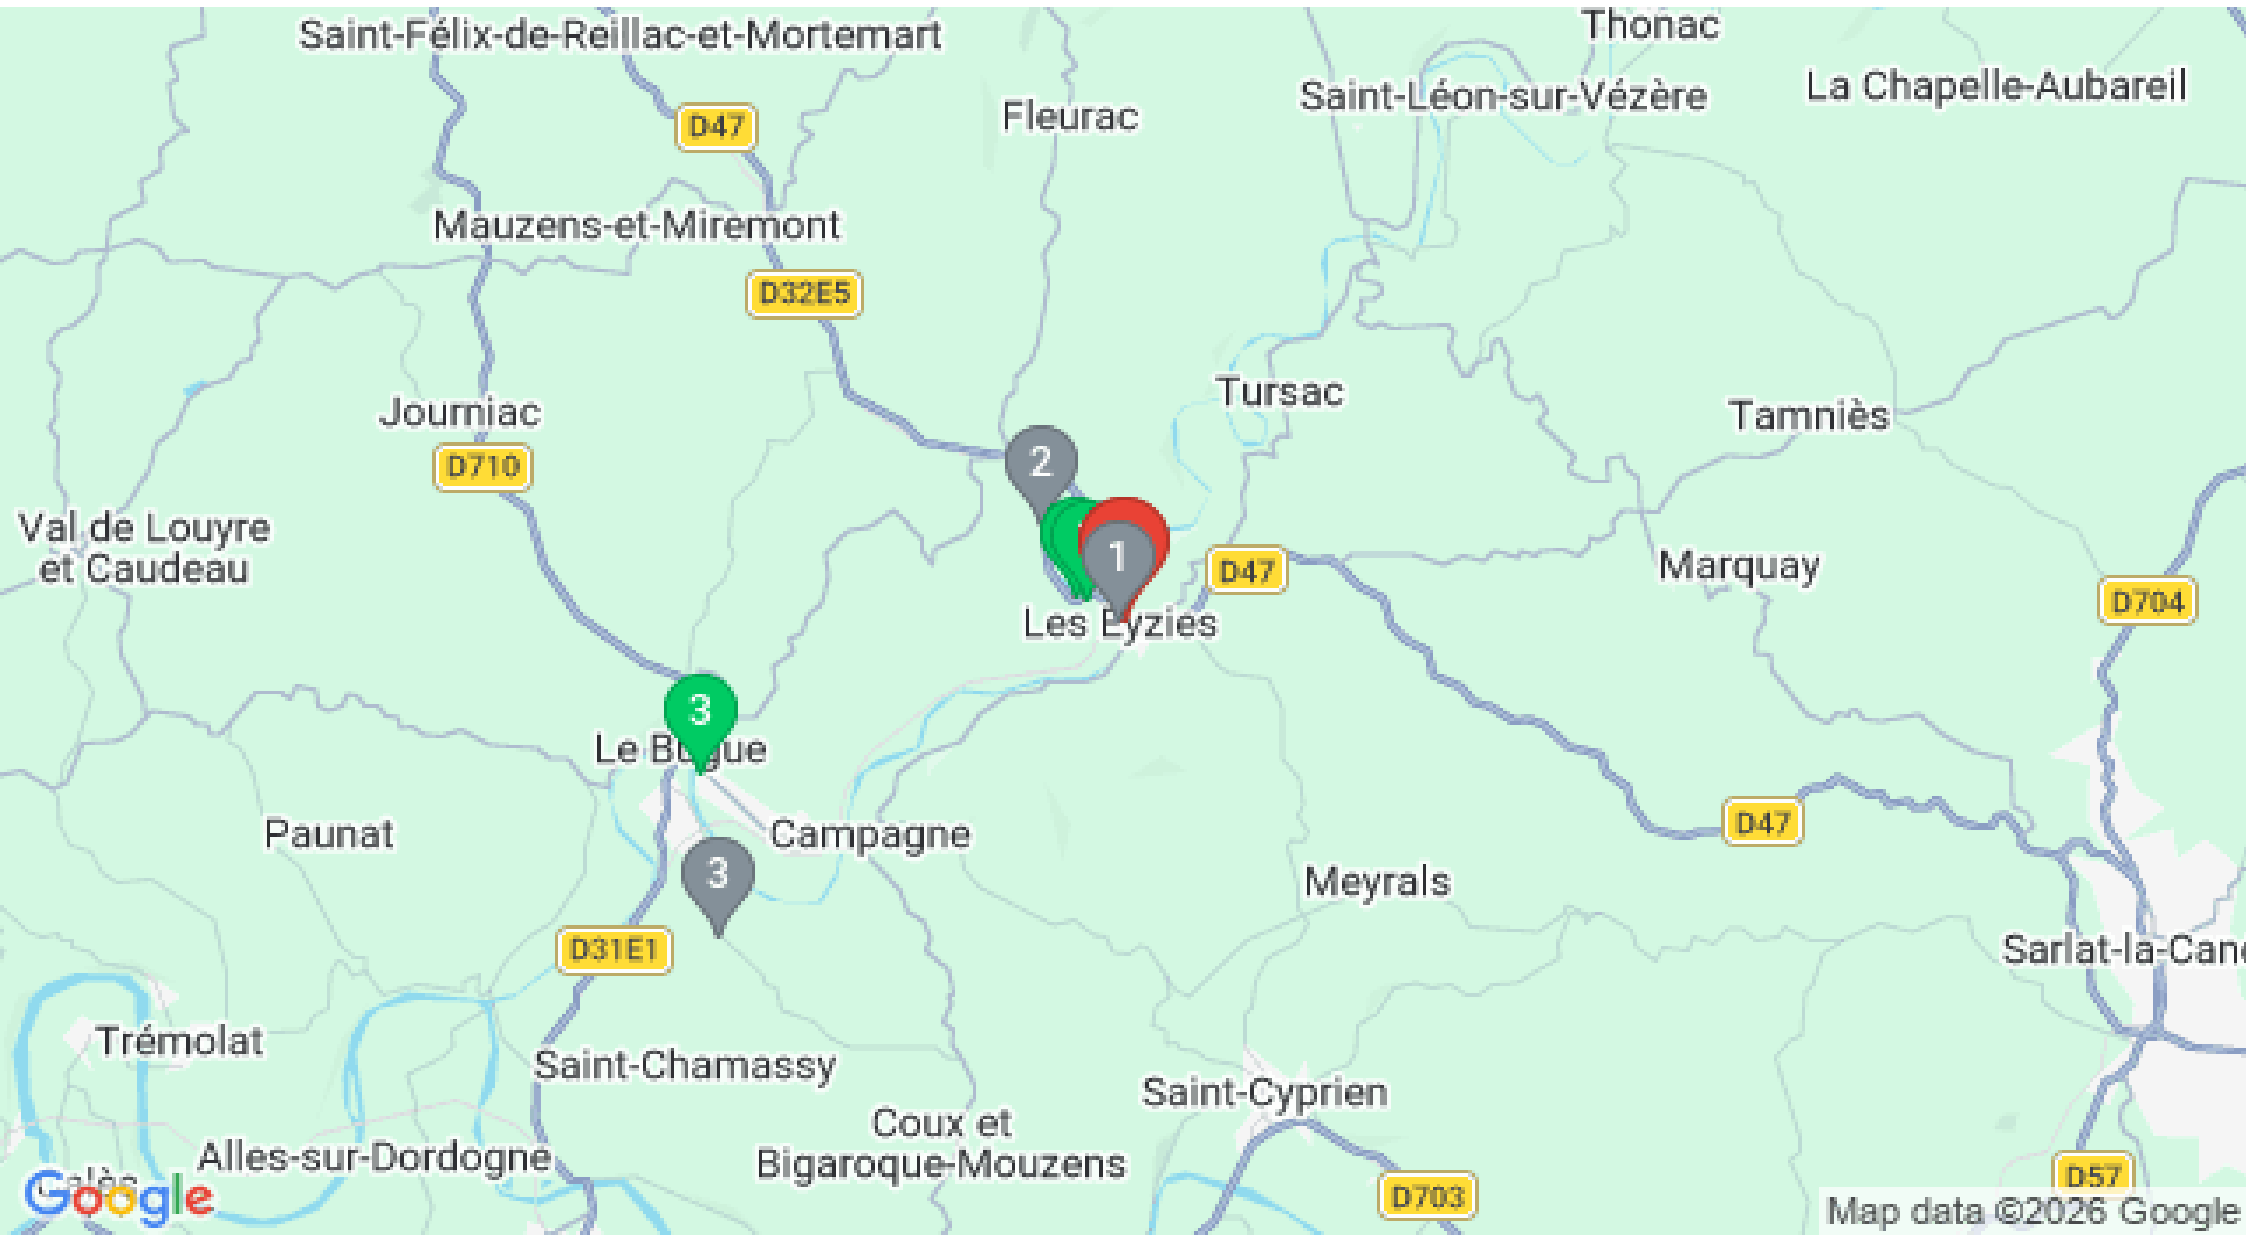 Thonac
Saint-Félix-de-Reillac-et-Mortemart
La Chapelle-Aubareil
Saint-Léon-sur-Vézère
Fleurac
D47
Mauzens-et-Miremont
D32E5
Tursac
Journiac
Tamniès
D710
2
Val de Louyre
et Caudeau
1
D47
Marquay
D704
Les Eyzies
3
Le Bugue
D47
Paunat
Campagne
3
Meyrals
D31E1
Sarlat-la-Can
Trémolat
Saint-Chamassy
Saint-Cyprien
Coux et
Bigaroque-Mouzens
Alles-sur-Dordogne
D57
Google
D703
Map data ©2026 Google